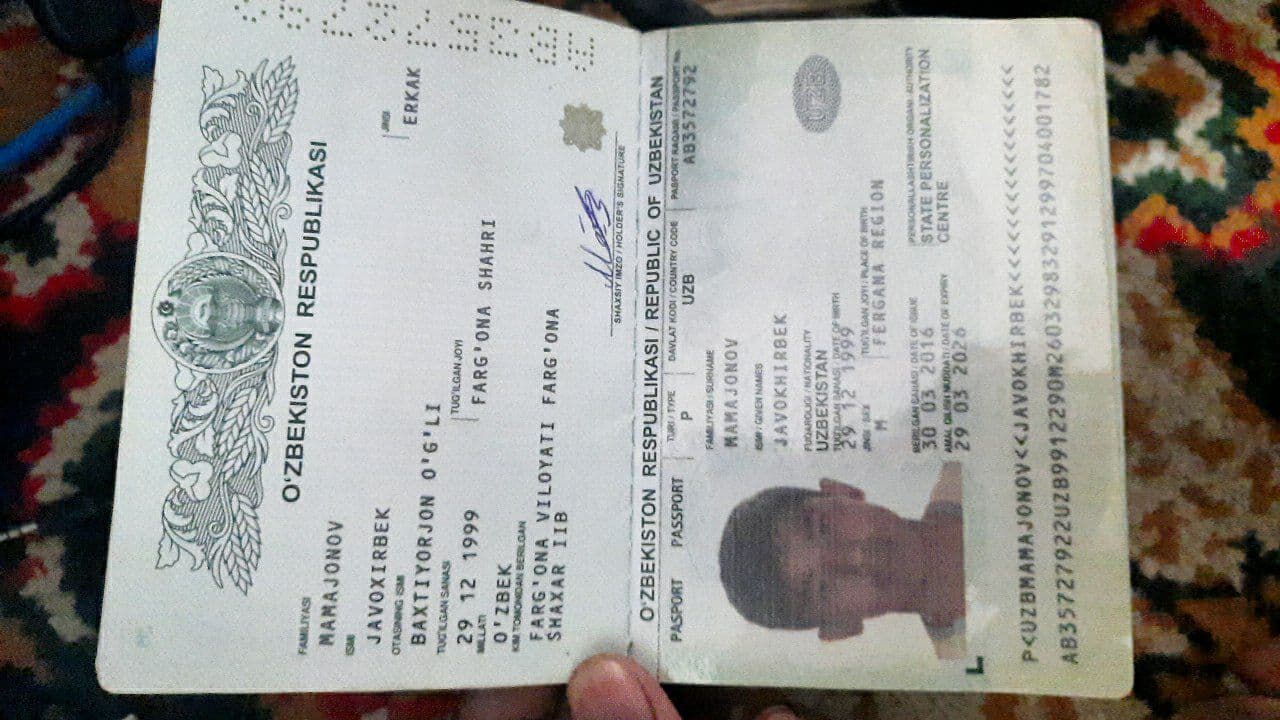 O'ZBEKISTON RESPUBLIKASI
FAMILIYASI
MAMAJONOV
ISMI
JAVOXIRBEK
JINSI
ERKAK
OTASINING ISMI
BAXTIYORJON O'G'LI
TUG'ILGAN SANASI
29 12 1999
TUG'ILGAN JOYI
FARG'ONA SHAHRI
MILLATI
O'ZBEK
KIM TOMONIDAN BERILGAN
FARG'ONA VILOYATI FARG'ONA
SHAXAR IIB
SHAXSIY IMZO / HOLDER'S SIGNATURE
O'ZBEKISTON RESPUBLIKASI / REPUBLIC OF UZBEKISTAN
PASPORT PASSPORT
TURI / TYPE
P
DAVLAT KODI / COUNTRY CODE
UZB
PASPORT RAQAMI / PASSPORT No.
AB3572792
FAMILIYASI / SURNAME
MAMAJONOV
ISMI / GIVEN NAMES
JAVOKHIRBEK
FUQAROLIGI / NATIONALITY
UZBEKISTAN
UZB
TUG'ILGAN SANASI / DATE OF BIRTH
29 12 1999
JINSI / SEX
M
TUG'ILGAN JOYI / PLACE OF BIRTH
FERGANA REGION
BERILGAN SANASI / DATE OF ISSUE
30 03 2016
PERSONALLASHTIRISH ORGANI / AUTHORITY
STATE PERSONALIZATION
CENTRE
AMAL QILISH MUDDATI / DATE OF EXPIRY
29 03 2026
L
P<UZBMAMAJONOV<<JAVOKHIRBEK<<<<<<<<<<<<<<<<<
AB35727922UZB9912290M26032983291299704001782